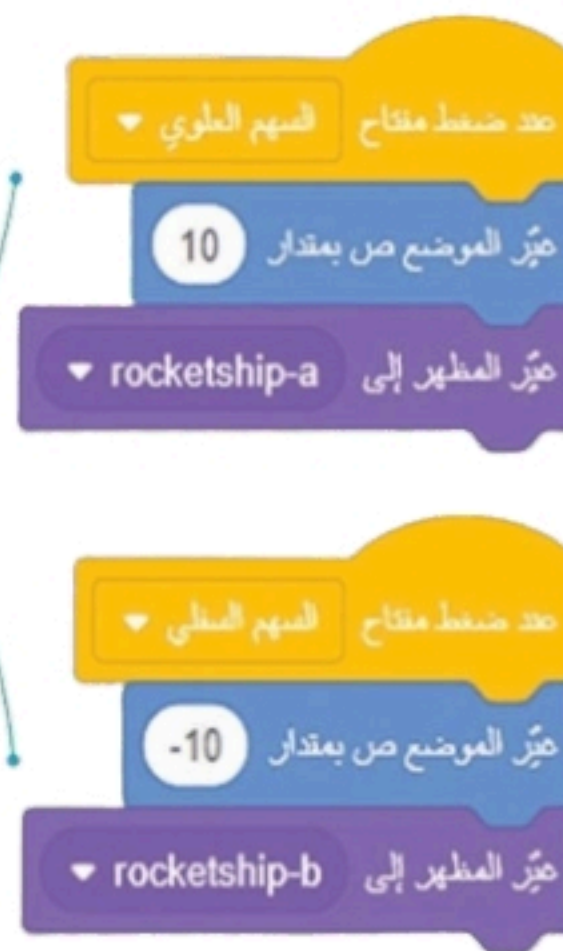 عند ضغط مفتاح السهم العلوي
غيّر الموضع ص بمقدار 10
غيّر المظهر إلى rocketship-a
عند ضغط مفتاح السهم السفلي
غيّر الموضع ص بمقدار -10
غيّر المظهر إلى rocketship-b